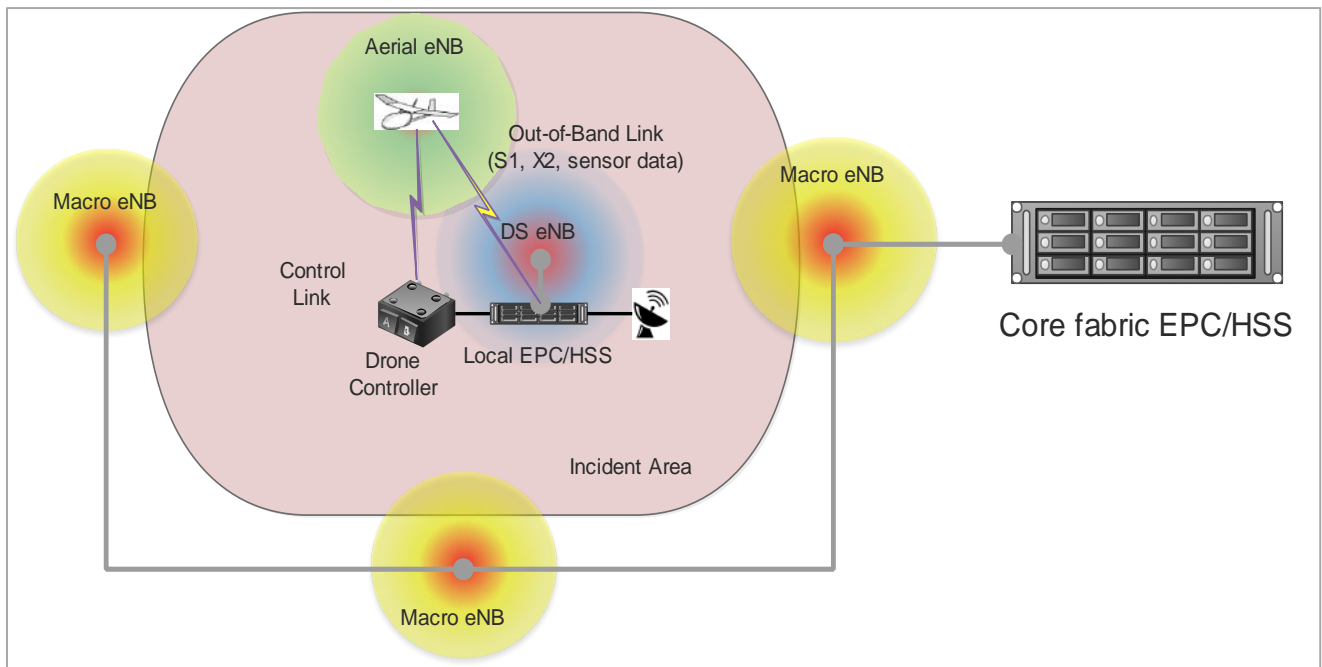 Aerial eNB
Out-of-Band Link
(S1, X2, sensor data)
Macro eNB
Macro eNB
DS eNB
Control
Link
A B
Drone
Controller
Local EPC/HSS
Core fabric EPC/HSS
Incident Area
Macro eNB